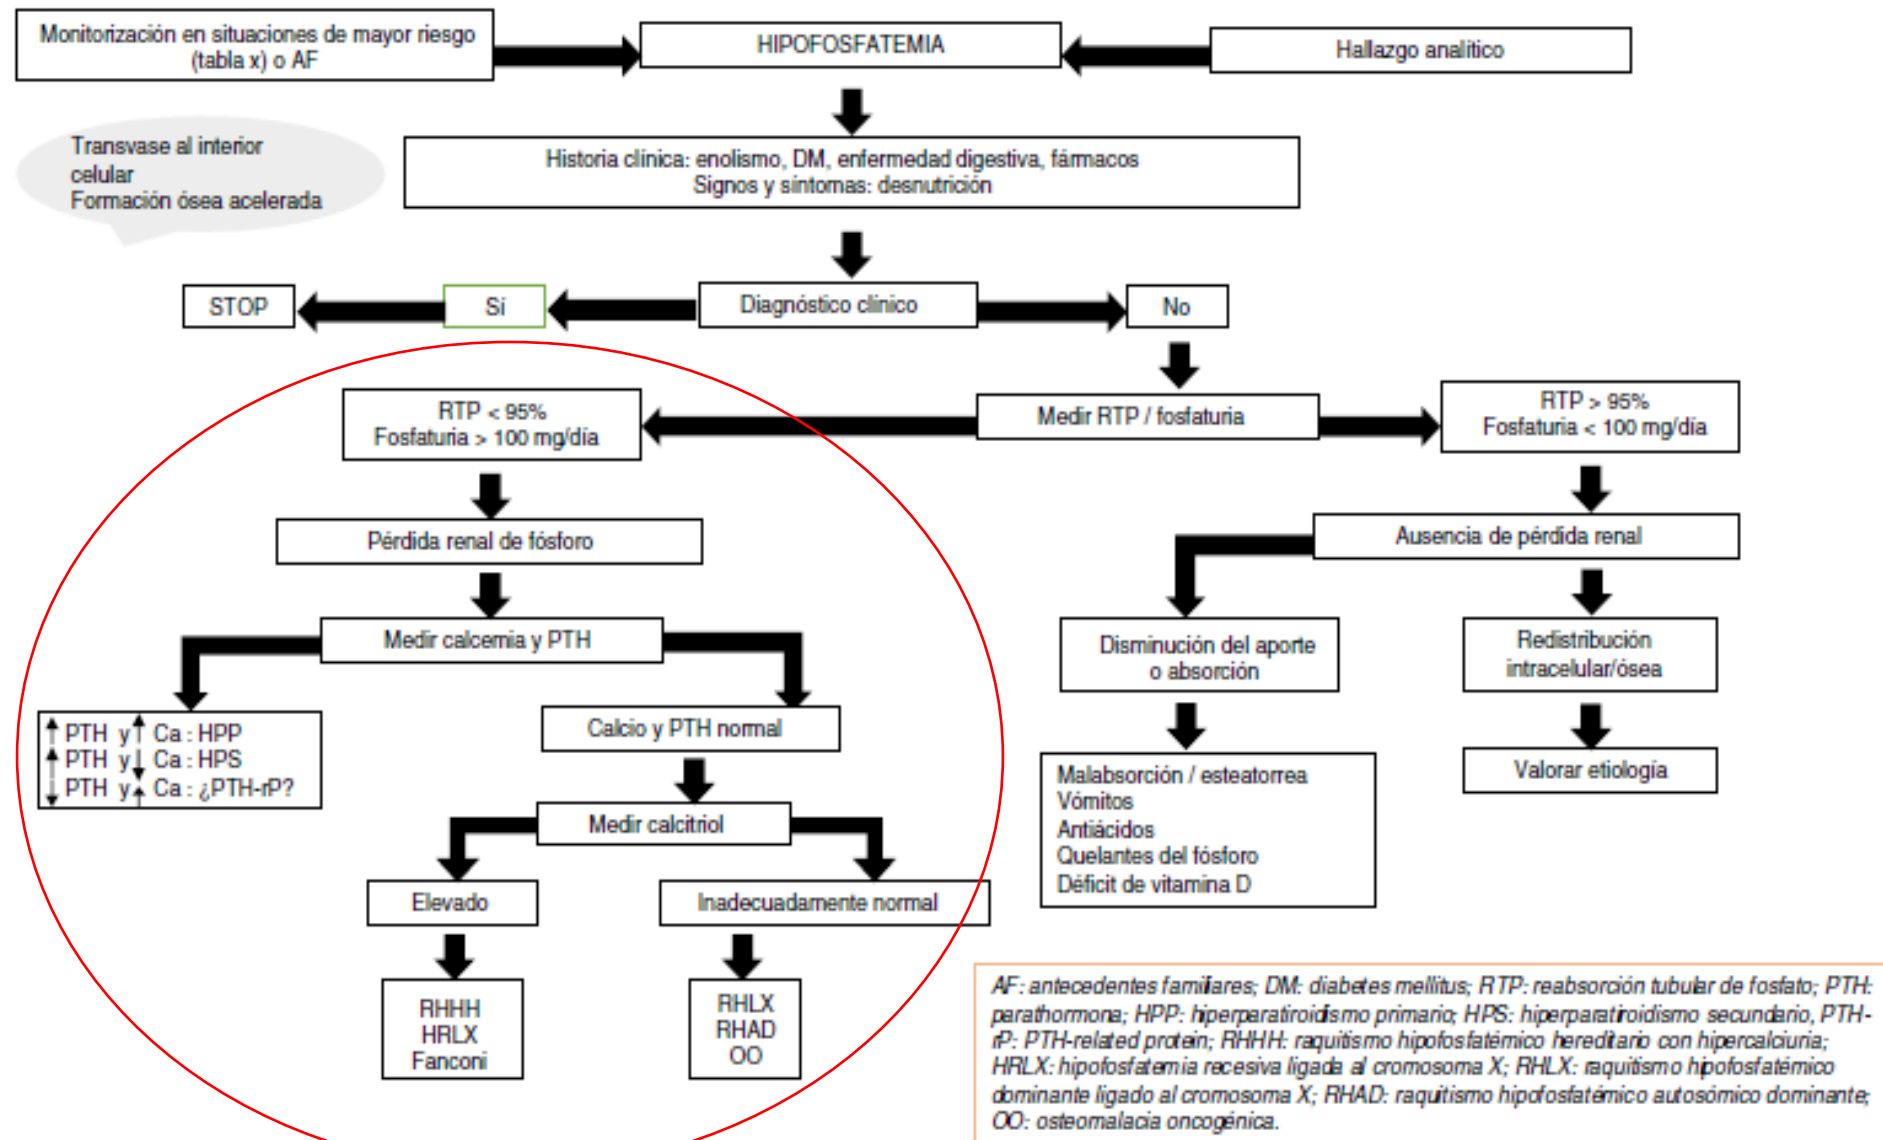 Monitorización en situaciones de mayor riesgo
(tabla x) o AF
HIPOFOSFATEMIA
Hallazgo analítico
Transvase al interior
celular
Formación ósea acelerada
Historia clínica: enolismo, DM, enfermedad digestiva, fármacos
Signos y síntomas: desnutrición
STOP
Sí
Diagnóstico clínico
No
RTP < 95%
Fosfaturia > 100 mg/día
Medir RTP / fosfaturia
RTP > 95%
Fosfaturia < 100 mg/día
Pérdida renal de fósforo
Ausencia de pérdida renal
Medir calcemia y PTH
Disminución del aporte
o absorción
Redistribución
intracelular/ósea
↑ PTH y ↑ Ca : HPP
↑ PTH y ↓ Ca : HPS
↓ PTH y ↑ Ca : ¿PTH-rP?
Calcio y PTH normal
Malabsorción / esteatorrea
Vómitos
Antiácidos
Quelantes del fósforo
Déficit de vitamina D
Valorar etiología
Medir calcitriol
Elevado
Inadecuadamente normal
RHHH
HRLX
Fanconi
RHLX
RHAD
OO
AF: antecedentes familiares; DM: diabetes mellitus; RTP: reabsorción tubular de fosfato; PTH:
parathormona; HPP: hiperparatiroidismo primario; HPS: hiperparatiroidismo secundario, PTH-
rP: PTH-related protein; RHHH: raquitismo hipofosfatémico hereditario con hipercalciuria;
HRLX: hipofosfatemia recesiva ligada al cromosoma X; RHLX: raquitismo hipofosfatémico
dominante ligado al cromosoma X; RHAD: raquitismo hipofosfatémico autosómico dominante;
OO: osteomalacia oncogénica.